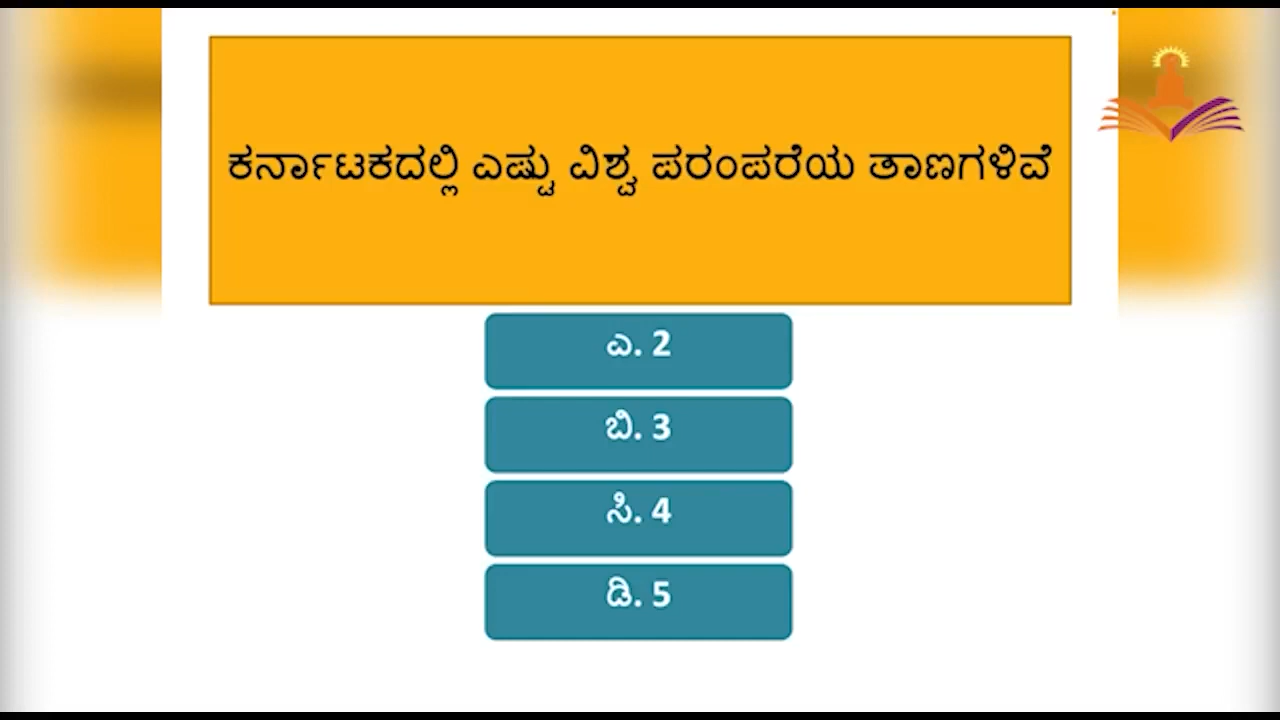 ಕರ್ನಾಟಕದಲ್ಲಿ ಎಷ್ಟು ವಿಶ್ವ ಪರಂಪರೆಯ ತಾಣಗಳಿವೆ
ಎ. 2
ಬಿ. 3
ಸಿ. 4
ಡಿ. 5